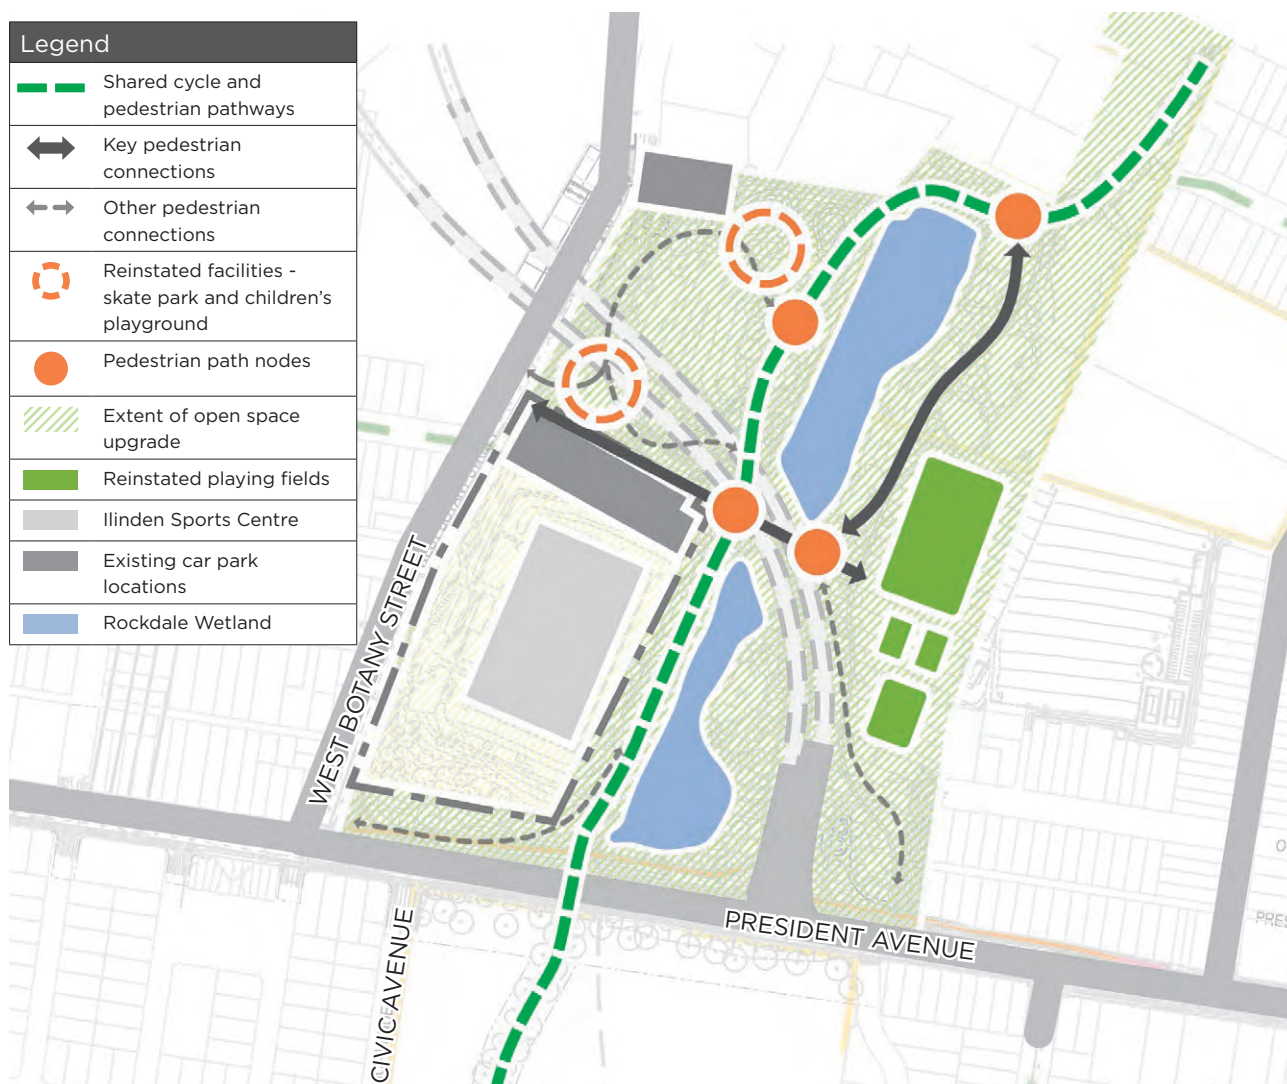 Legend
Shared cycle and
pedestrian pathways
Key pedestrian
connections
Other pedestrian
connections
Reinstated facilities -
skate park and children’s
playground
Pedestrian path nodes
Extent of open space
upgrade
Reinstated playing fields
Ilinden Sports Centre
Existing car park
locations
Rockdale Wetland
WEST BOTANY STREET
PRESIDENT AVENUE
CIVIC AVENUE